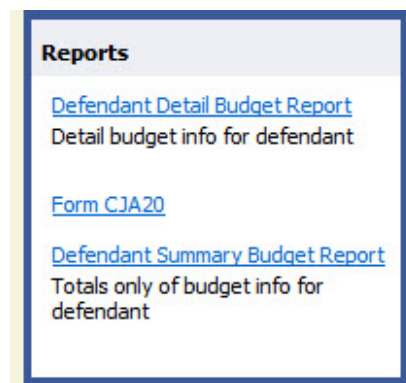 Reports
Defendant Detail Budget Report
Detail budget info for defendant
Form CJA20
Defendant Summary Budget Report
Totals only of budget info for
defendant